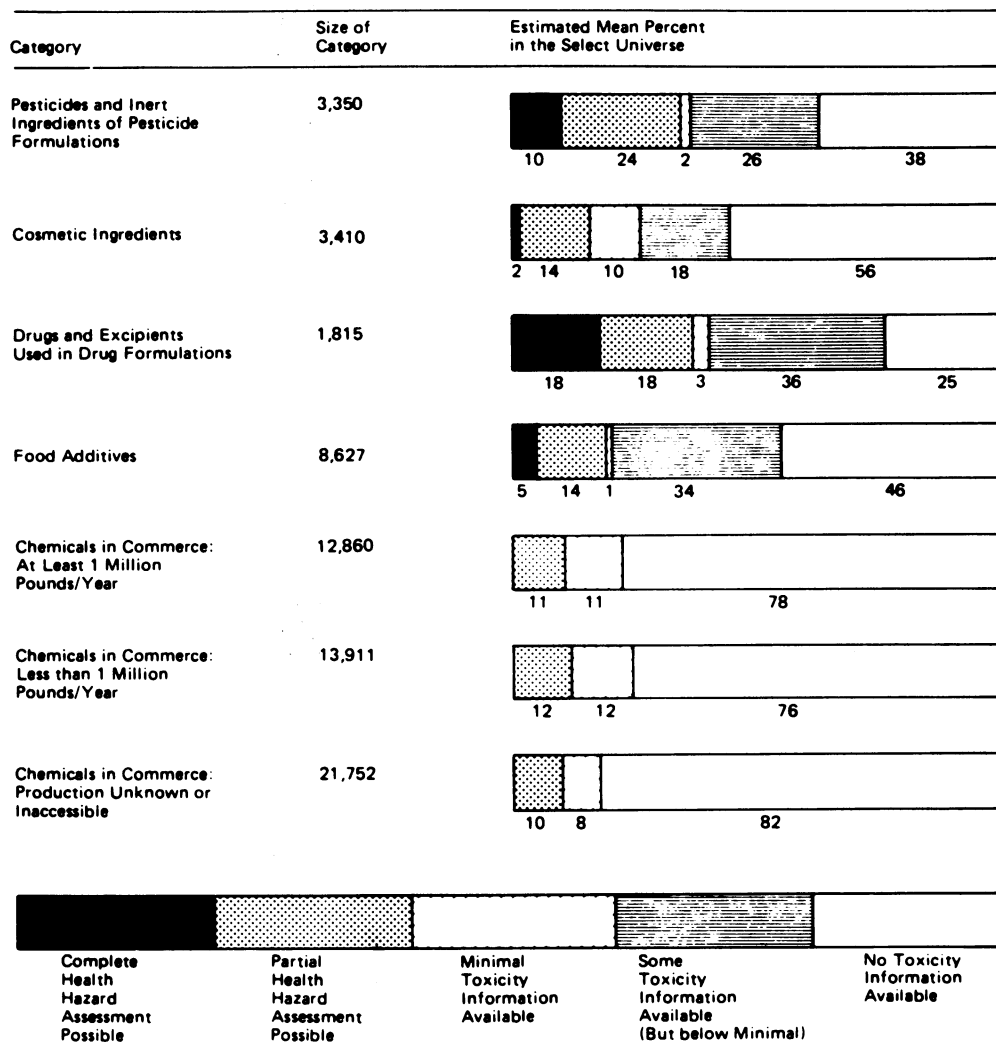 Category
Size of
Category
Estimated Mean Percent
in the Select Universe
Pesticides and Inert
Ingredients of Pesticide
Formulations
3,350
10 24 2 26 38
Cosmetic Ingredients
3,410
2 14 10 18 56
Drugs and Excipients
Used in Drug Formulations
1,815
18 18 3 36 25
Food Additives
8,627
5 14 1 34 46
Chemicals in Commerce:
At Least 1 Million
Pounds/Year
12,860
11 11 78
Chemicals in Commerce:
Less than 1 Million
Pounds/Year
13,911
12 12 76
Chemicals in Commerce:
Production Unknown or
Inaccessible
21,752
10 8 82
Complete
Health
Hazard
Assessment
Possible
Partial
Health
Hazard
Assessment
Possible
Minimal
Toxicity
Information
Available
Some
Toxicity
Information
Available
(But below Minimal)
No Toxicity
Information
Available